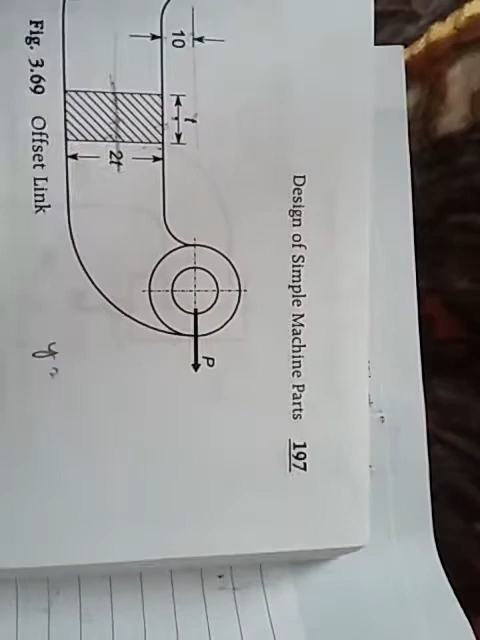 Design of Simple Machine Parts 197
10
t
2t
P
Fig. 3.69 Offset Link